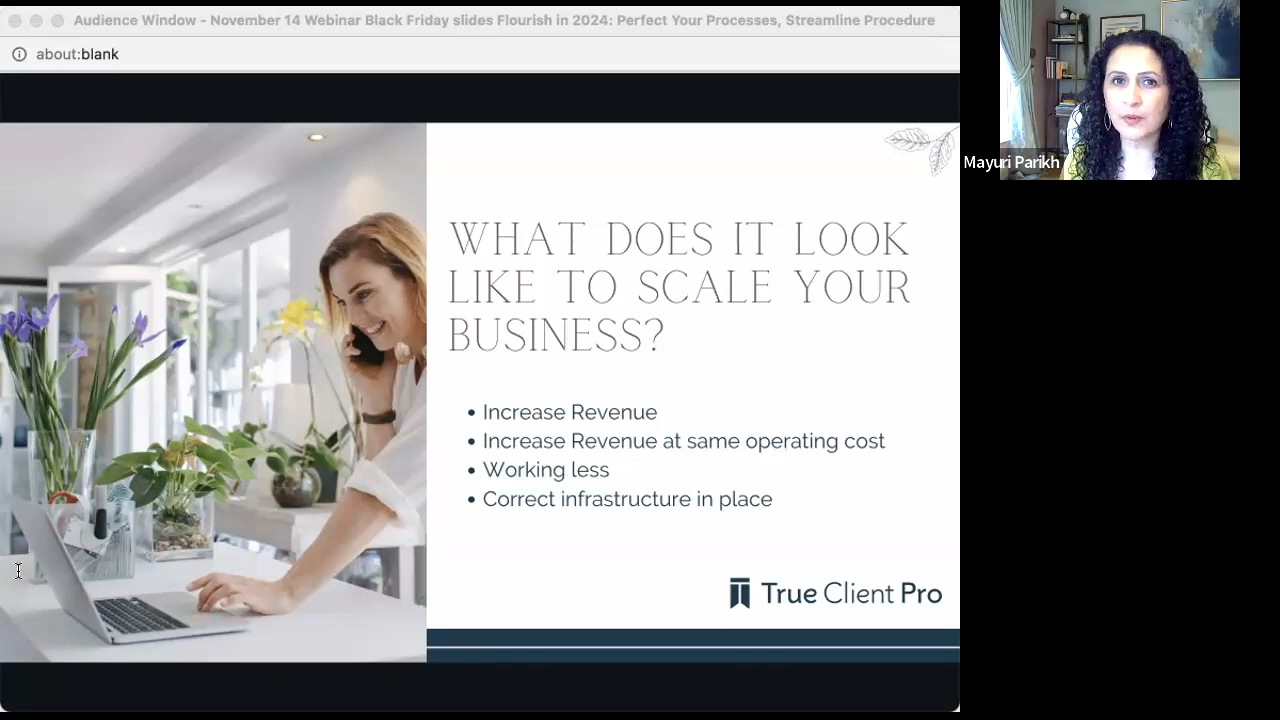 Audience Window - November 14 Webinar Black Friday slides Flourish in 2024: Perfect Your Processes, Streamline Procedure
about:blank
Mayuri Parikh
WHAT DOES IT LOOK
LIKE TO SCALE YOUR
BUSINESS?
• Increase Revenue
• Increase Revenue at same operating cost
• Working less
• Correct infrastructure in place
True Client Pro